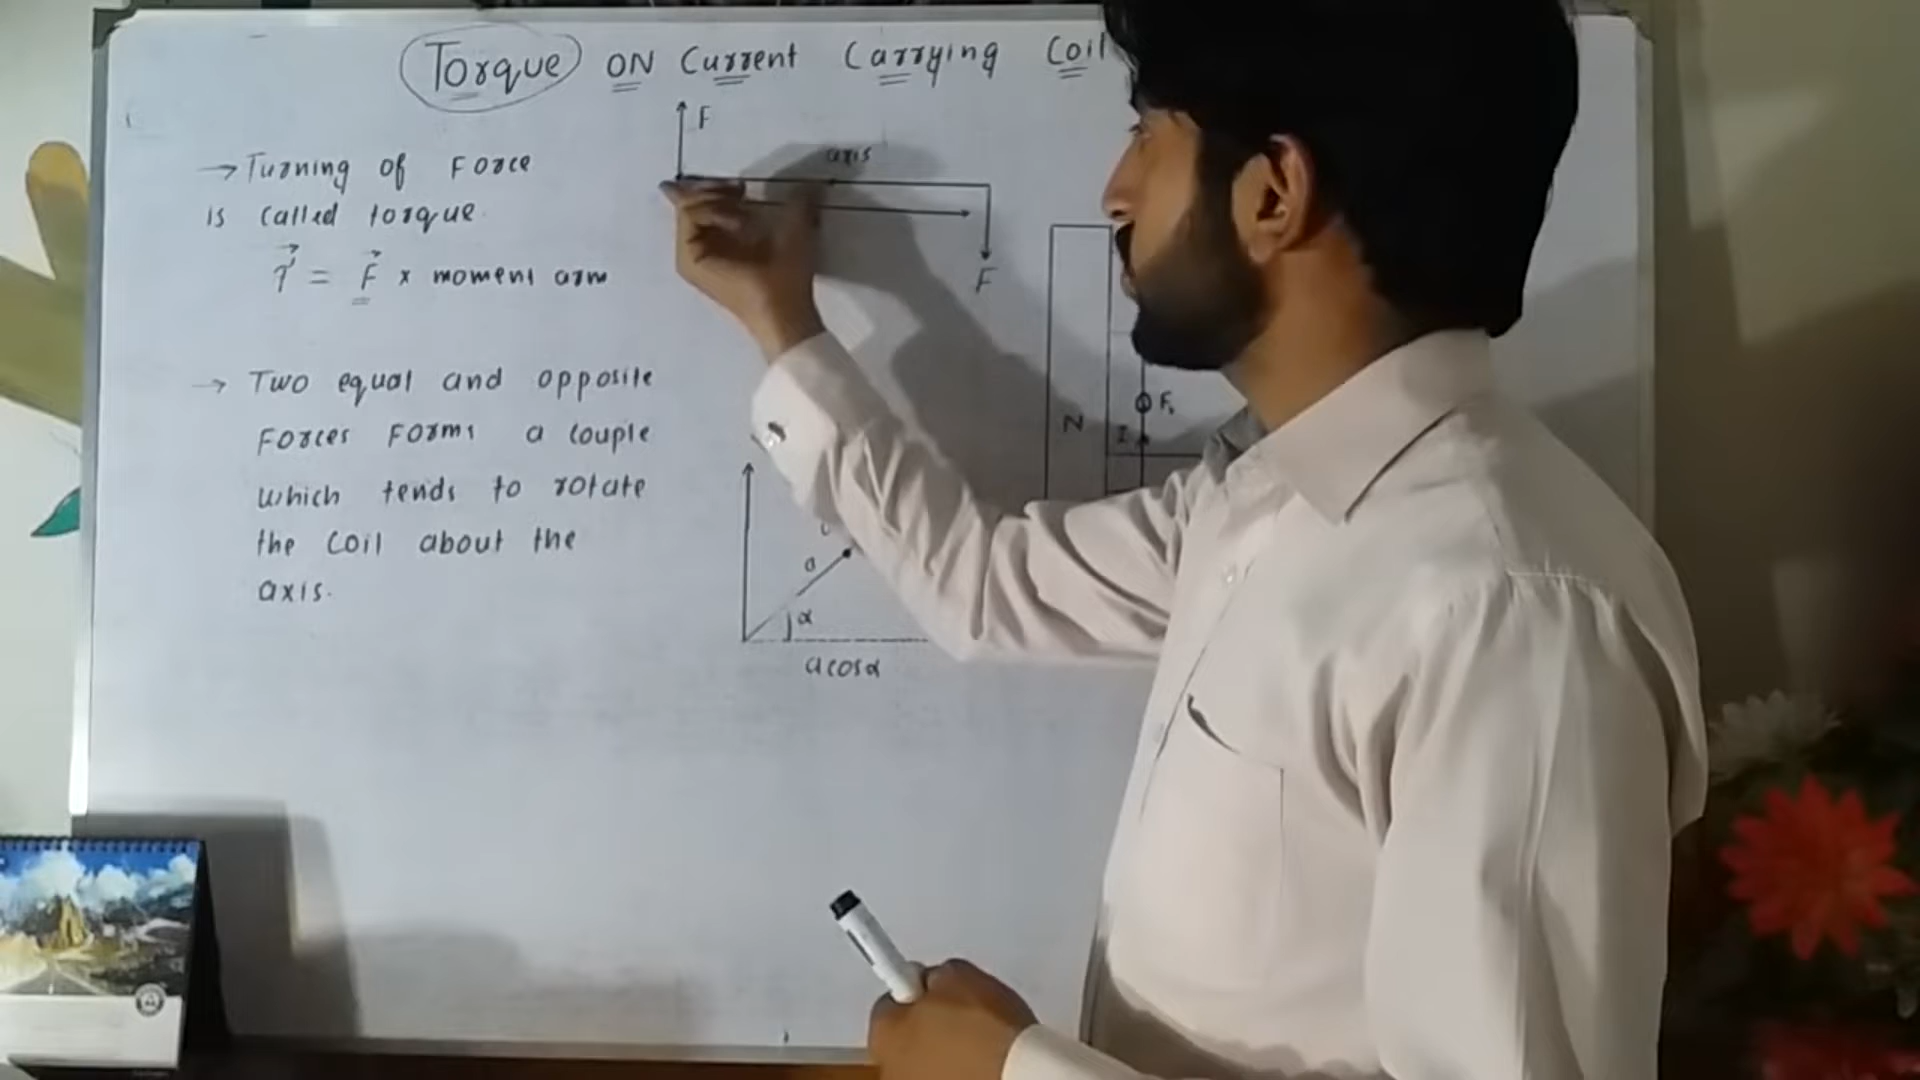 Torque ON Current Carrying Coil
→ Turning of Force
is called torque.
τ⃗ = F⃗ x moment arm
→ Two equal and opposite
Forces Forms a couple
which tends to rotate
the coil about the
axis.
F
axis
F
N
F₁
I
a
α
a cos α